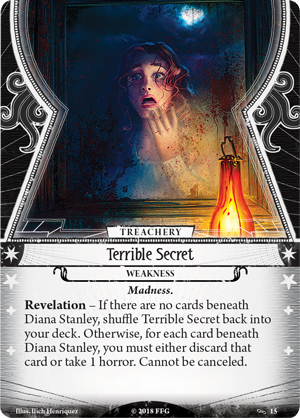 TREACHERY
Terrible Secret
WEAKNESS
Madness.
Revelation – If there are no cards beneath
Diana Stanley, shuffle Terrible Secret back into
your deck. Otherwise, for each card beneath
Diana Stanley, you must either discard that
card or take 1 horror. Cannot be canceled.
Illus. Ilich Henriquez © 2018 FFG 15